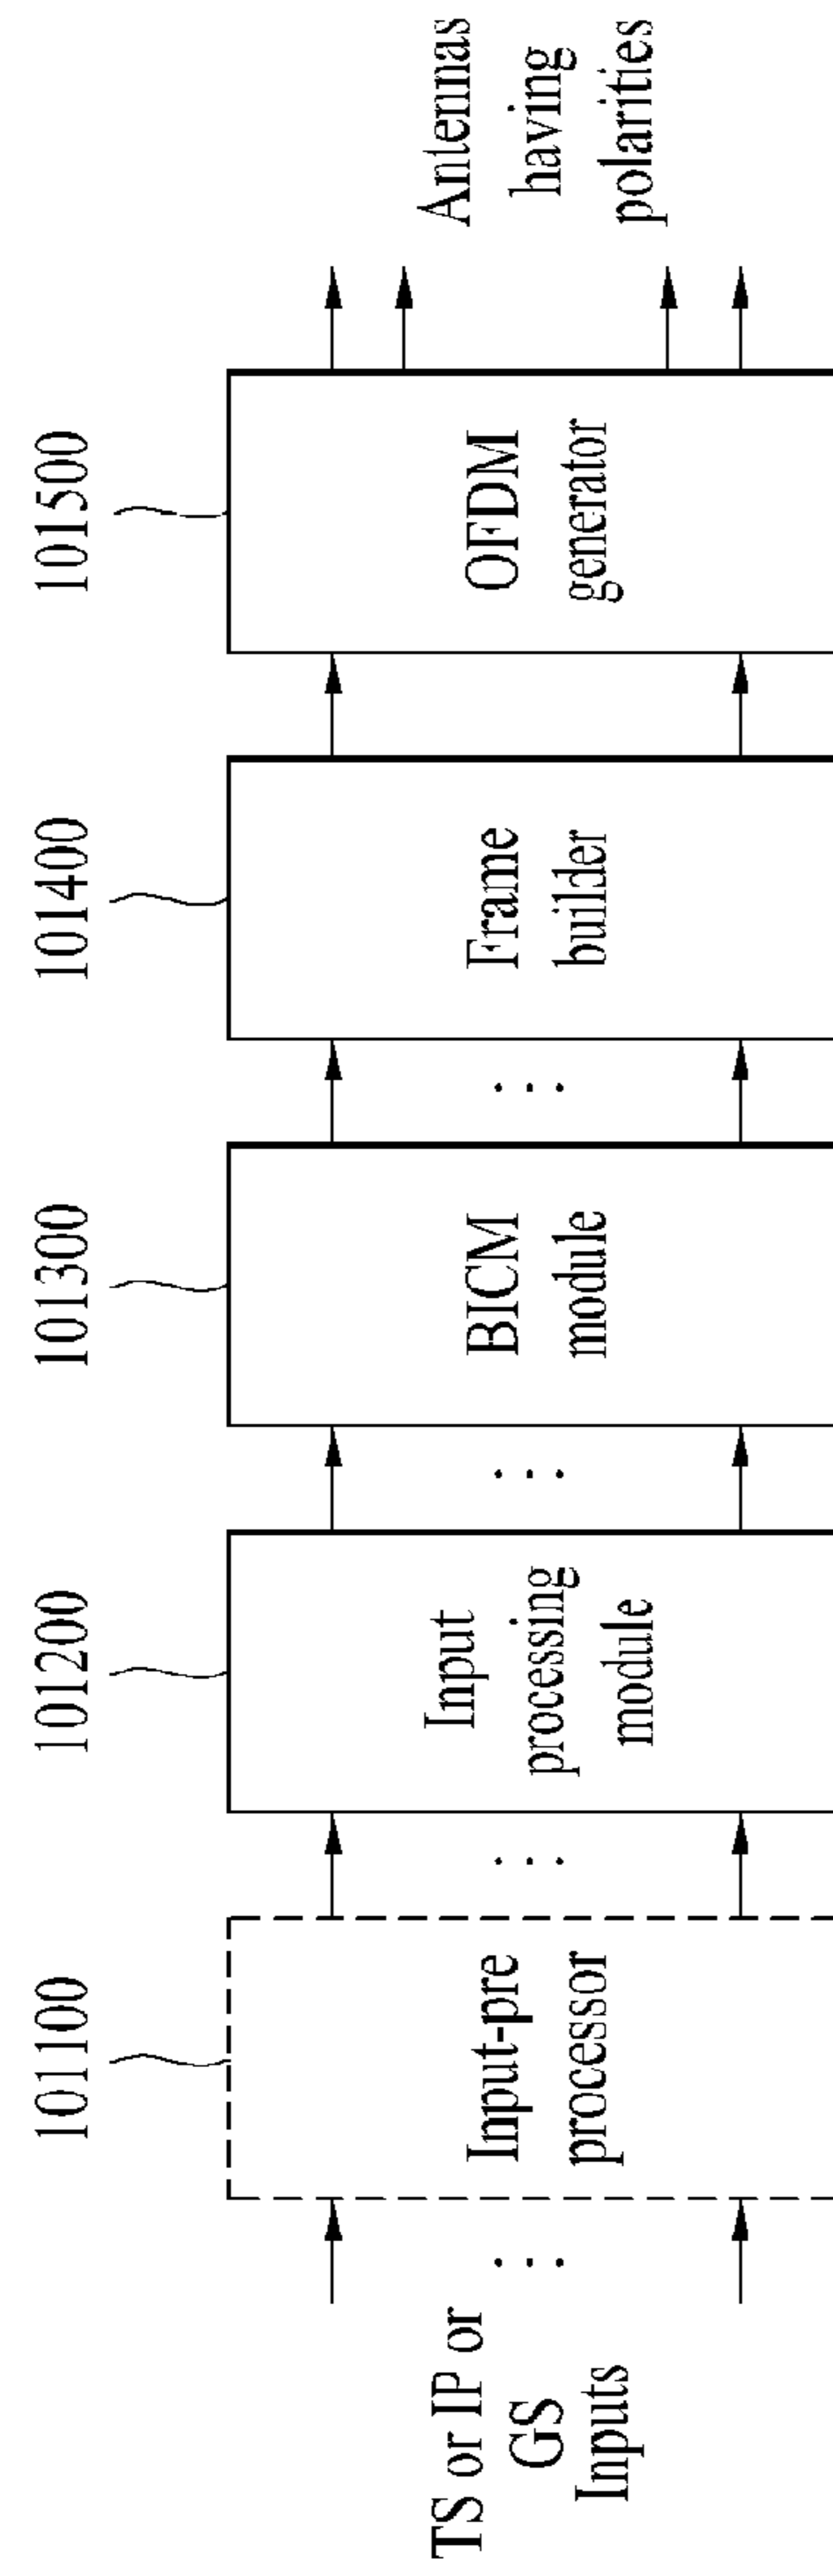 TS or IP or
GS
Inputs
101100
Input-pre
processor
101200
Input
processing
module
101300
BICM
module
101400
Frame
builder
101500
OFDM
generator
Antennas
having
polarities